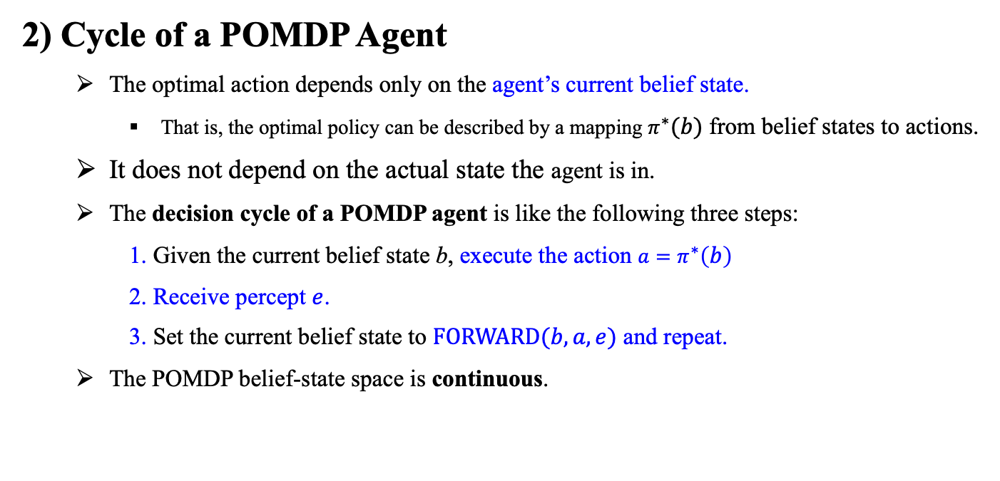 2) Cycle of a POMDP Agent
➢ The optimal action depends only on the agent’s current belief state.
▪ That is, the optimal policy can be described by a mapping π*(b) from belief states to actions.
➢ It does not depend on the actual state the agent is in.
➢ The decision cycle of a POMDP agent is like the following three steps:
1. Given the current belief state b, execute the action a = π*(b)
2. Receive percept e.
3. Set the current belief state to FORWARD(b, a, e) and repeat.
➢ The POMDP belief-state space is continuous.